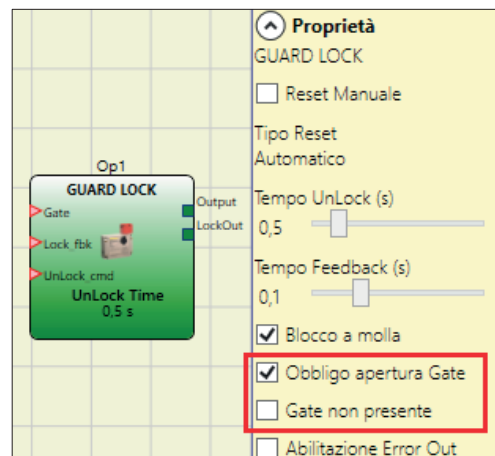 Op1
GUARD LOCK
Gate
Lock_fbk
UnLock_cmd
Output
LockOut
UnLock Time
0,5 s
Proprietà
GUARD LOCK
Reset Manuale
Tipo Reset
Automatico
Tempo UnLock (s)
0,5
Tempo Feedback (s)
0,1
Blocco a molla
Obbligo apertura Gate
Gate non presente
Abilitazione Error Out